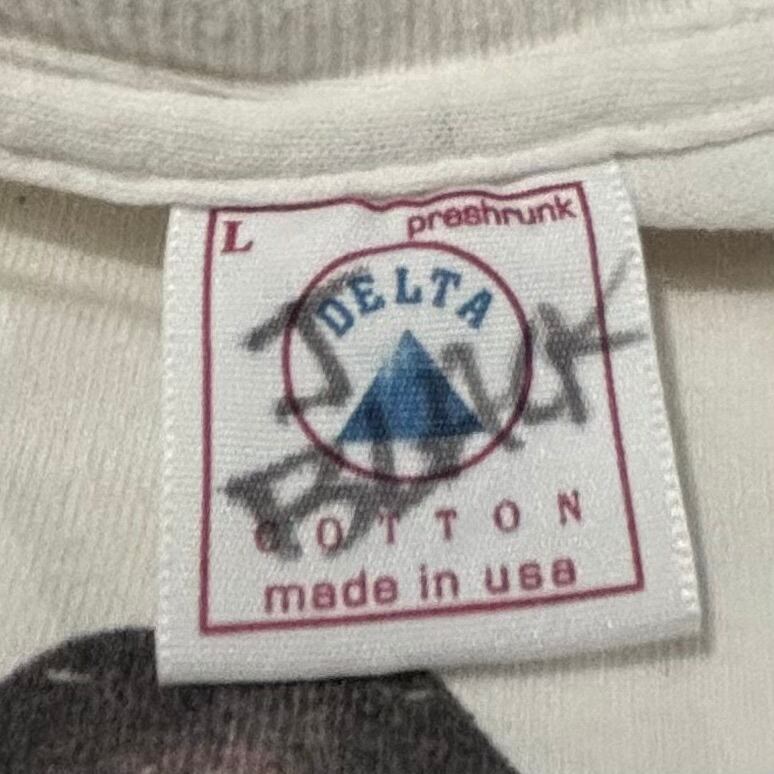 L preshrunk
DELTA
J
COTTON
made in usa